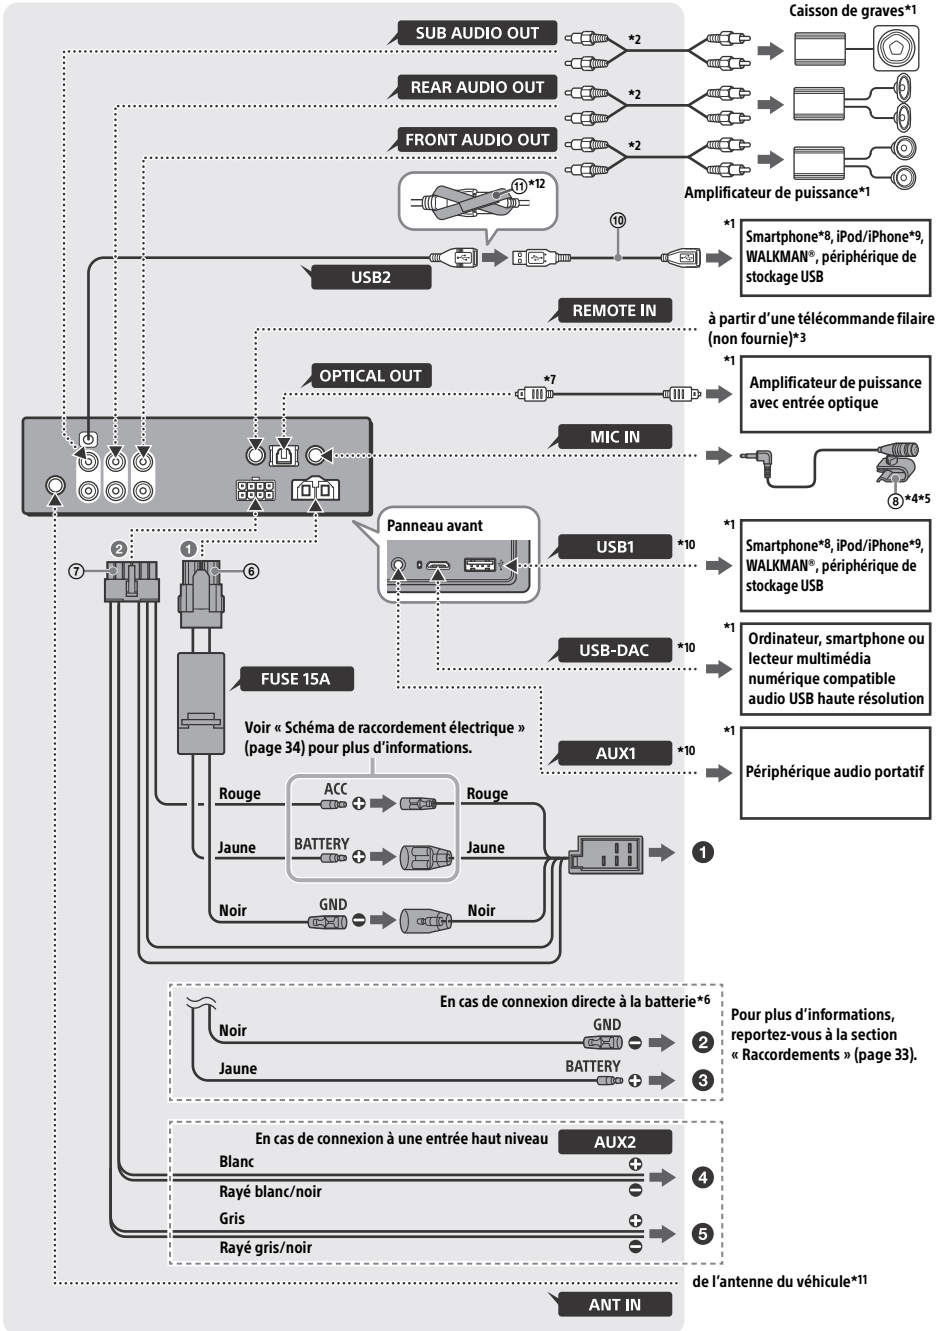 Caisson de graves*1
SUB AUDIO OUT
*2
REAR AUDIO OUT
*2
FRONT AUDIO OUT
*2
Amplificateur de puissance*1
⑪*12
⑩
*1
Smartphone*8, iPod/iPhone*9,
WALKMAN®, périphérique de
stockage USB
USB2
REMOTE IN
à partir d'une télécommande filaire
(non fournie)*3
OPTICAL OUT
*7
*1
Amplificateur de puissance
avec entrée optique
MIC IN
⑧*4*5
Panneau avant
USB1
*10
*1
Smartphone*8, iPod/iPhone*9,
WALKMAN®, périphérique de
stockage USB
❷
❶
⑦
⑥
USB-DAC
*10
*1
Ordinateur, smartphone ou
lecteur multimédia
numérique compatible
audio USB haute résolution
FUSE 15A
Voir « Schéma de raccordement électrique »
(page 34) pour plus d'informations.
AUX1
*10
*1
Périphérique audio portatif
Rouge
ACC
Rouge
Jaune
BATTERY
Jaune
❶
Noir
GND
Noir
En cas de connexion directe à la batterie*6
Noir
GND
❷
Jaune
BATTERY
❸
Pour plus d'informations,
reportez-vous à la section
« Raccordements » (page 33).
En cas de connexion à une entrée haut niveau
AUX2
Blanc
❹
Rayé blanc/noir
Gris
❺
Rayé gris/noir
de l'antenne du véhicule*11
ANT IN